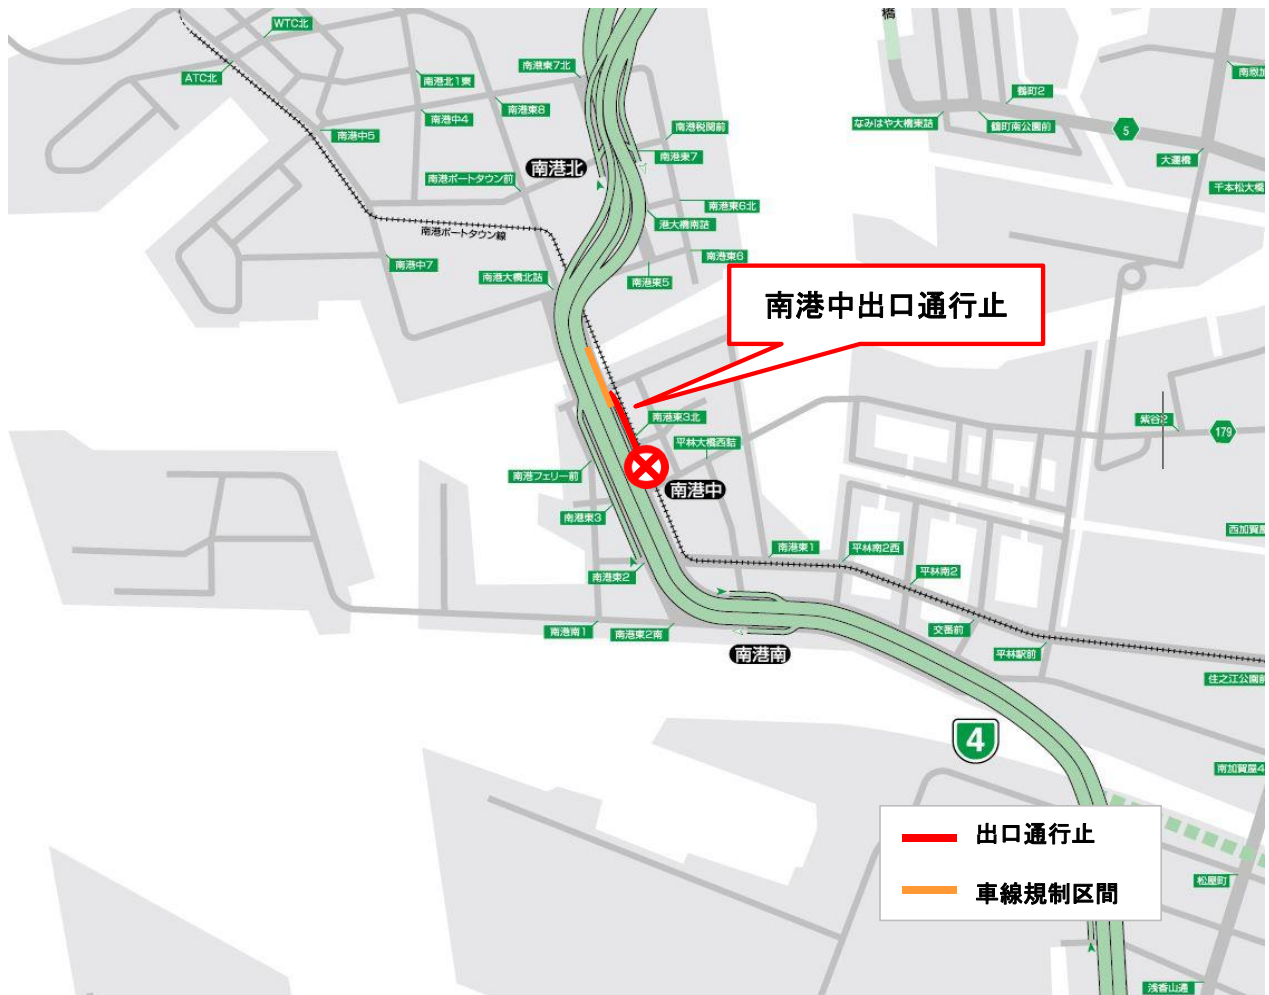 橋
WTC北
ATC北
南港東7北
南港北1東
南港東8
南港中4
南港中5
鶴町2
なみはや大橋東詰
鶴町南公園前
5
大運橋
南港税関前
南港東7
南港北
南港ポートタウン前
千本松大橋
南港東6北
港大橋南詰
南港ポートタウン線
南港東6
南港中7
南港大橋北詰
南港東5
南港中出口通行止
南港東3北
紫谷2
179
平林大橋西詰
南港フェリー前
南港中
南港東3
西加賀屋
南港東1
平林南2西
南港東2
平林南2
南港南1
南港東2南
交番前
南港南
平林駅前
住之江公園前
4
南加賀屋4
出口通行止
松屋町
車線規制区間
浅香山通